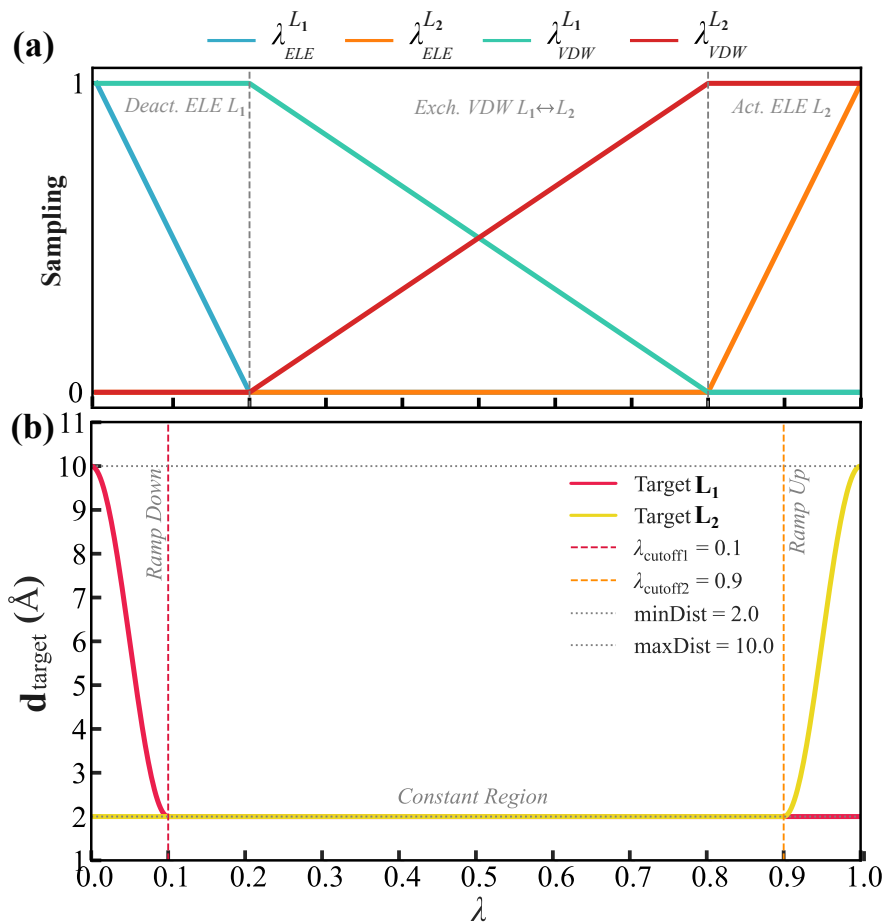 (a)
λ_ELE^L₁ λ_ELE^L₂ λ_VDW^L₁ λ_VDW^L₂
1
Deact. ELE L₁ Exch. VDW L₁↔L₂ Act. ELE L₂
Sampling
0
(b)
11
10
9
8
7
6
5
4
3
2
1
d_target (Å)
Ramp Down
Ramp Up
Target L₁
Target L₂
λ_cutoff1 = 0.1
λ_cutoff2 = 0.9
minDist = 2.0
maxDist = 10.0
Constant Region
0.0 0.1 0.2 0.3 0.4 0.5 0.6 0.7 0.8 0.9 1.0
λ